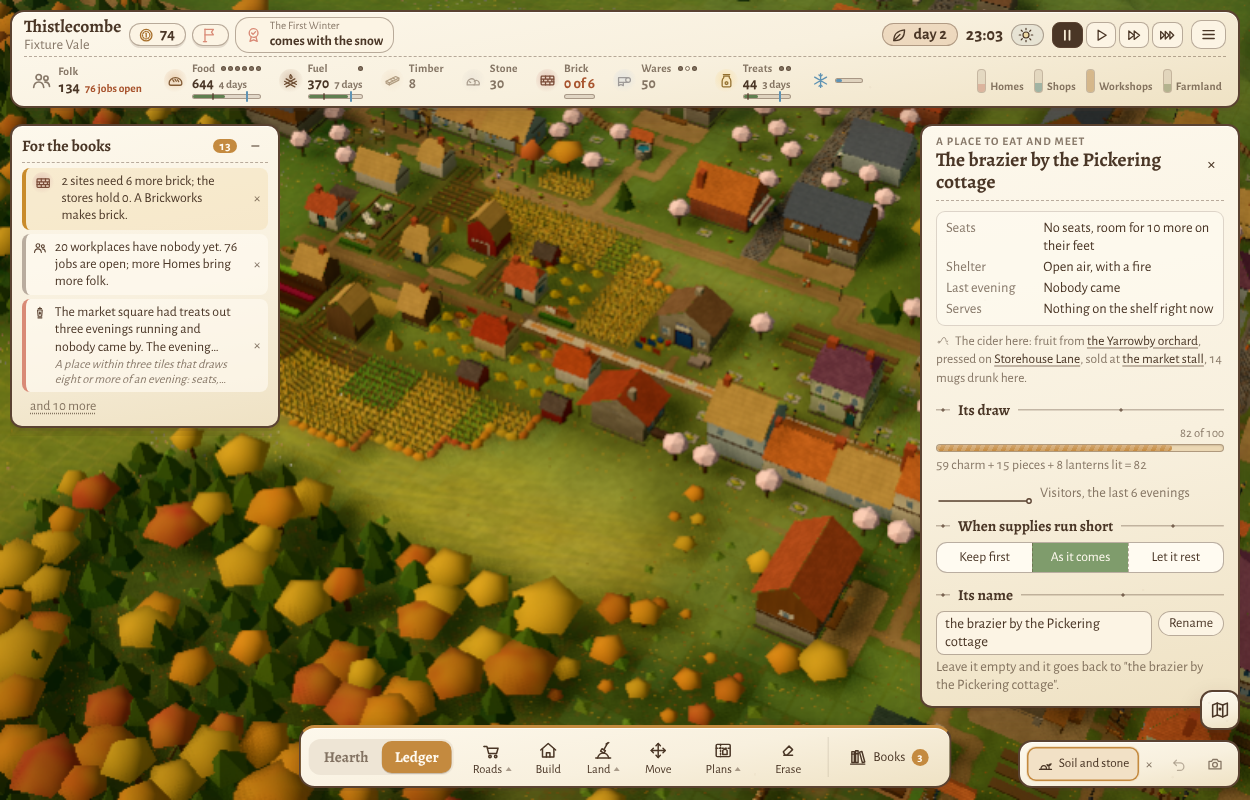 Thistlecombe
Fixture Vale
74
The First Winter
comes with the snow
day 2
23:03
Folk
134 76 jobs open
Food
644 4 days
Fuel
370 7 days
Timber
8
Stone
30
Brick
0 of 6
Wares
50
Treats
44 3 days
Homes
Shops
Workshops
Farmland
For the books
13
2 sites need 6 more brick; the
stores hold 0. A Brickworks
makes brick.
20 workplaces have nobody yet. 76
jobs are open; more Homes bring
more folk.
The market square had treats out
three evenings running and
nobody came by. The evening...
A place within three tiles that draws
eight or more of an evening: seats,...
and 10 more
A PLACE TO EAT AND MEET
The brazier by the Pickering
cottage
Seats No seats, room for 10 more on
their feet
Shelter Open air, with a fire
Last evening Nobody came
Serves Nothing on the shelf right now
The cider here: fruit from the Yarrowby orchard,
pressed on Storehouse Lane, sold at the market stall, 14
mugs drunk here.
Its draw
82 of 100
59 charm + 15 pieces + 8 lanterns lit = 82
Visitors, the last 6 evenings
When supplies run short
Keep first As it comes Let it rest
Its name
the brazier by the Pickering
cottage
Rename
Leave it empty and it goes back to "the brazier by
the Pickering cottage".
Hearth Ledger
Roads
Build
Land
Move
Plans
Erase
Books 3
Soil and stone